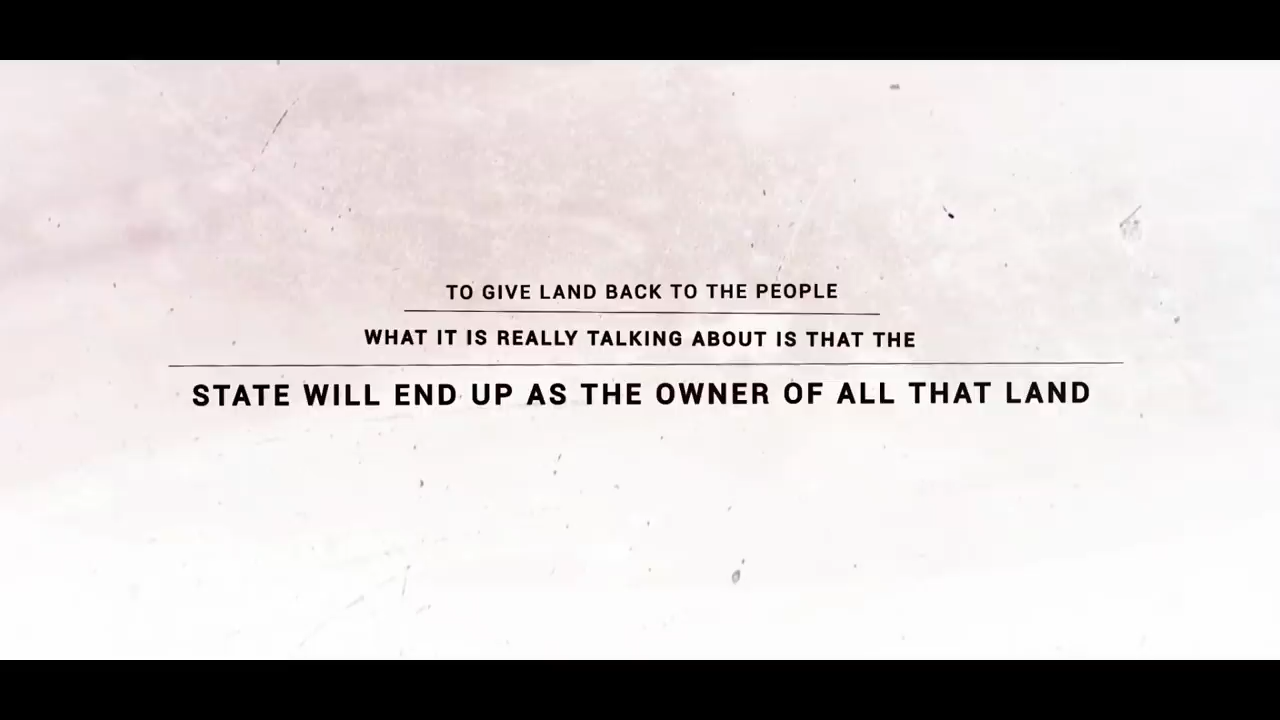 TO GIVE LAND BACK TO THE PEOPLE
WHAT IT IS REALLY TALKING ABOUT IS THAT THE
STATE WILL END UP AS THE OWNER OF ALL THAT LAND